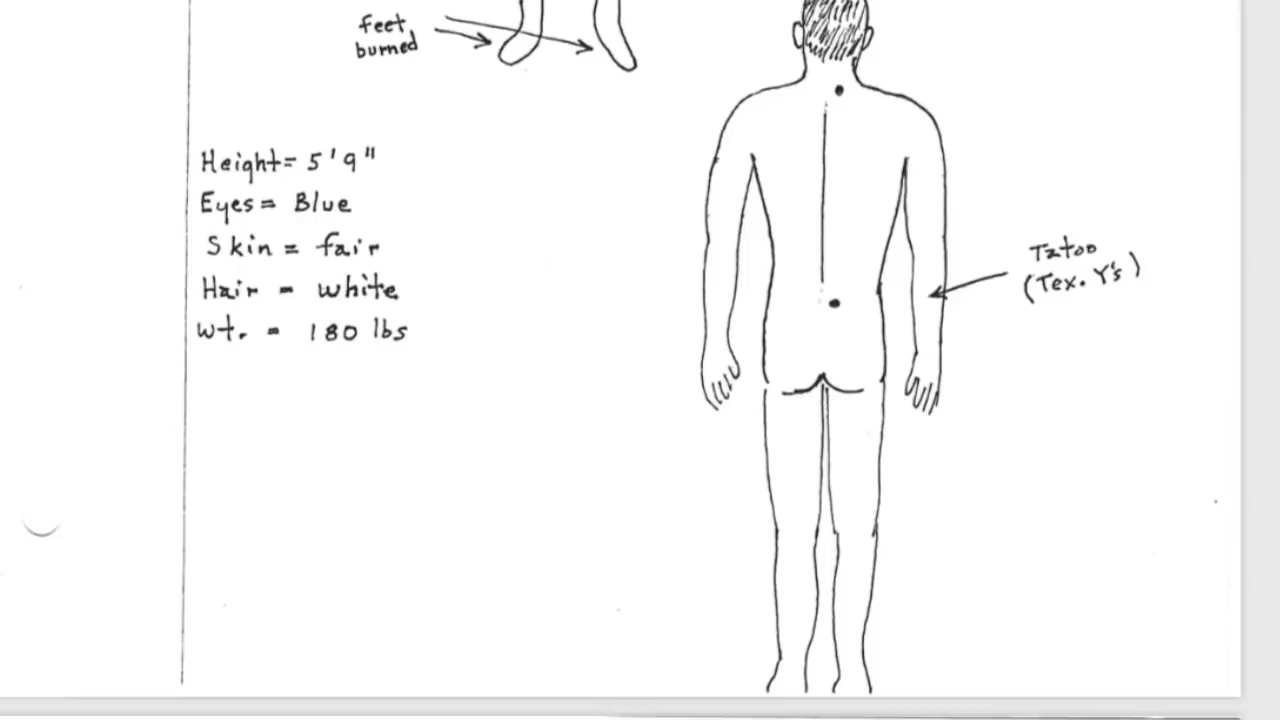 feet
burned
Height= 5'9"
Eyes = Blue
Skin = fair
Hair = white
Wt. = 180 lbs
Tatoo
(Tex. Y's)